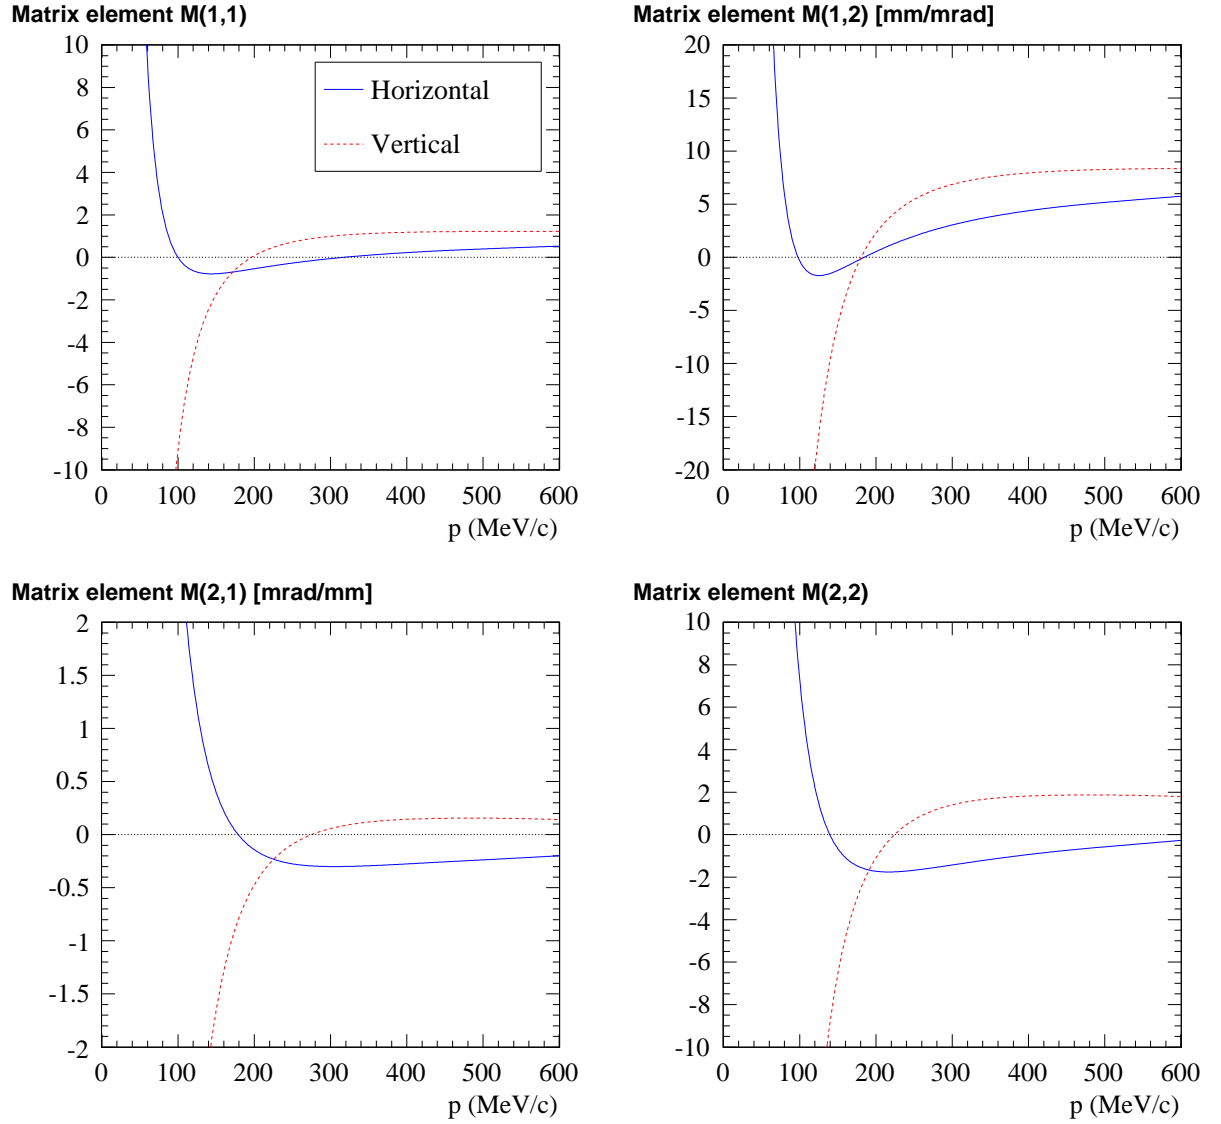 Matrix element M(1,1)
10
8
6
4
2
0
-2
-4
-6
-8
-10
0 100 200 300 400 500 600
p (MeV/c)
Horizontal
Vertical
Matrix element M(1,2) [mm/mrad]
20
15
10
5
0
-5
-10
-15
-20
0 100 200 300 400 500 600
p (MeV/c)
Matrix element M(2,1) [mrad/mm]
2
1.5
1
0.5
0
-0.5
-1
-1.5
-2
0 100 200 300 400 500 600
p (MeV/c)
Matrix element M(2,2)
10
8
6
4
2
0
-2
-4
-6
-8
-10
0 100 200 300 400 500 600
p (MeV/c)